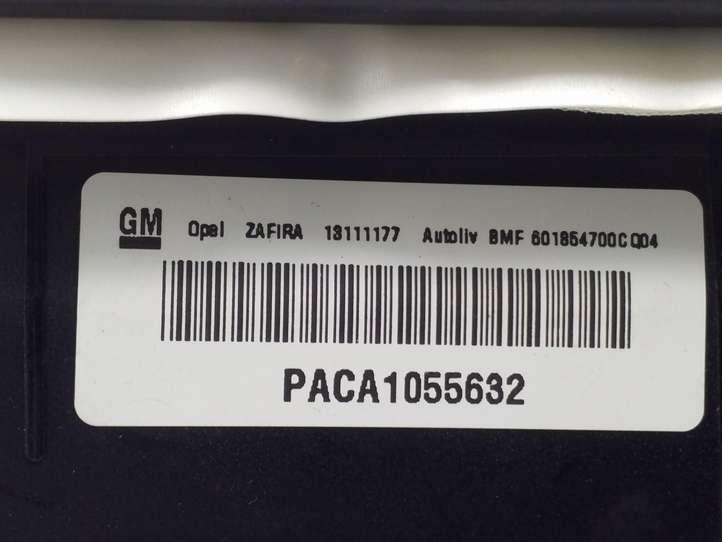 GM Opel ZAFIRA 13111177 Autoliv BMF 601854700C Q04
PACA1055632